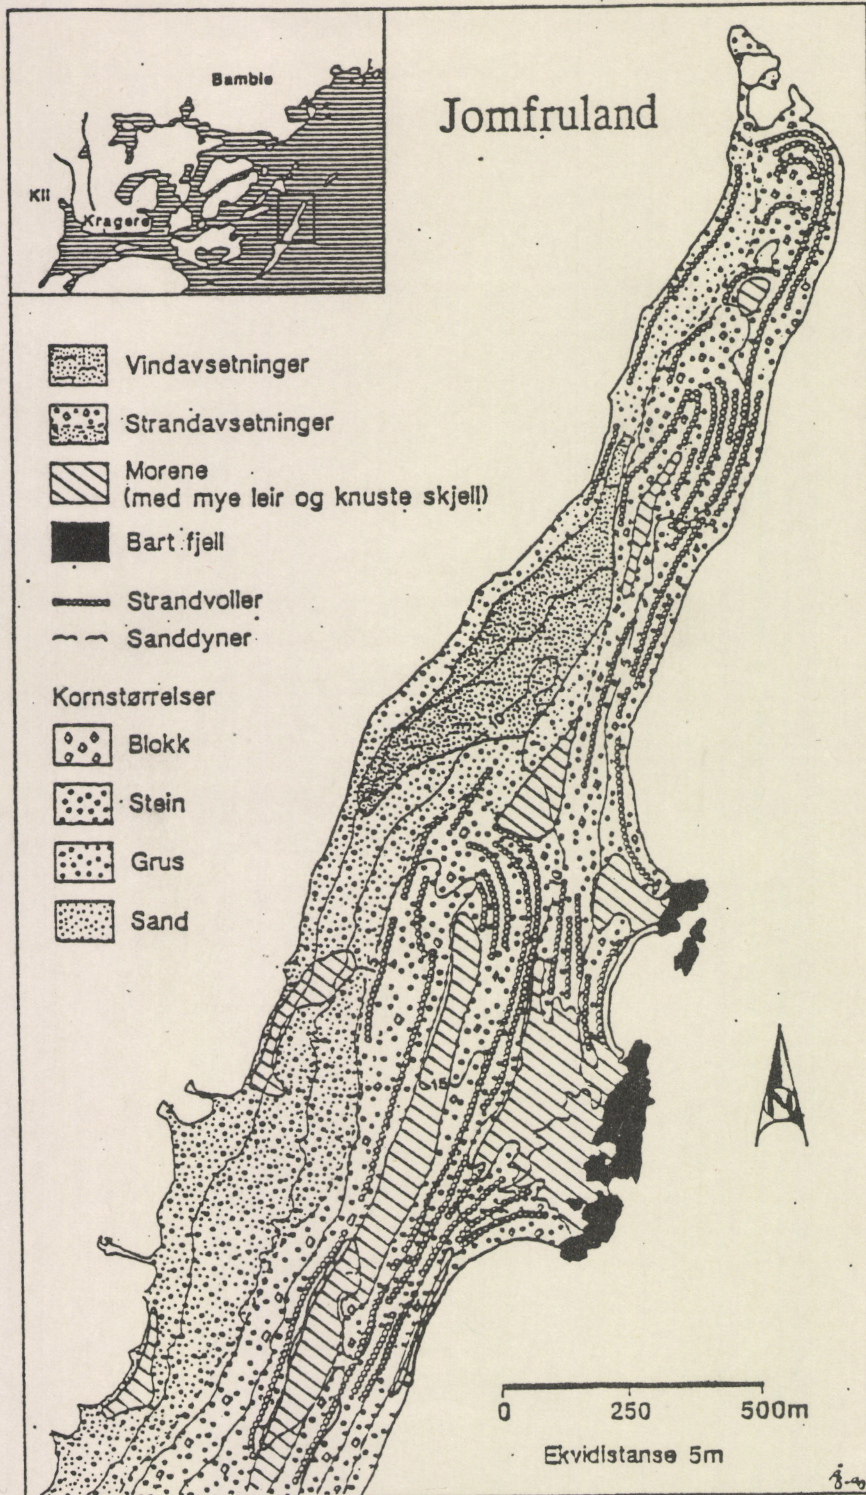 Bamble
Kil
Kragerø
Jomfruland
Vindavsetninger
Strandavsetninger
Morene
(med mye leir og knuste skjell)
Bart fjell
Strandvoller
Sanddyner
Kornstørrelser
Blokk
Stein
Grus
Sand
15
N
0 250 500m
Ekvidistanse 5m